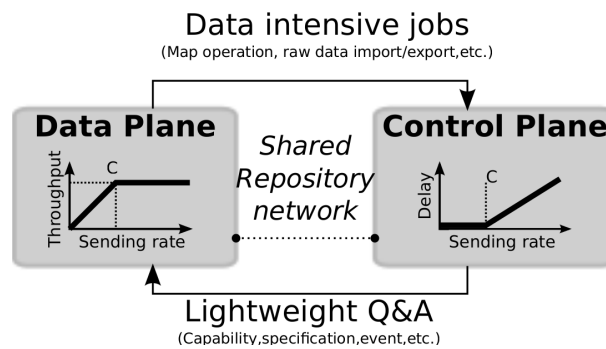 Data intensive jobs
(Map operation, raw data import/export,etc.)
Data Plane
Control Plane
Shared
Repository
network
C
Throughput
Sending rate
C
Delay
Sending rate
Lightweight Q&A
(Capability,specification,event,etc.)